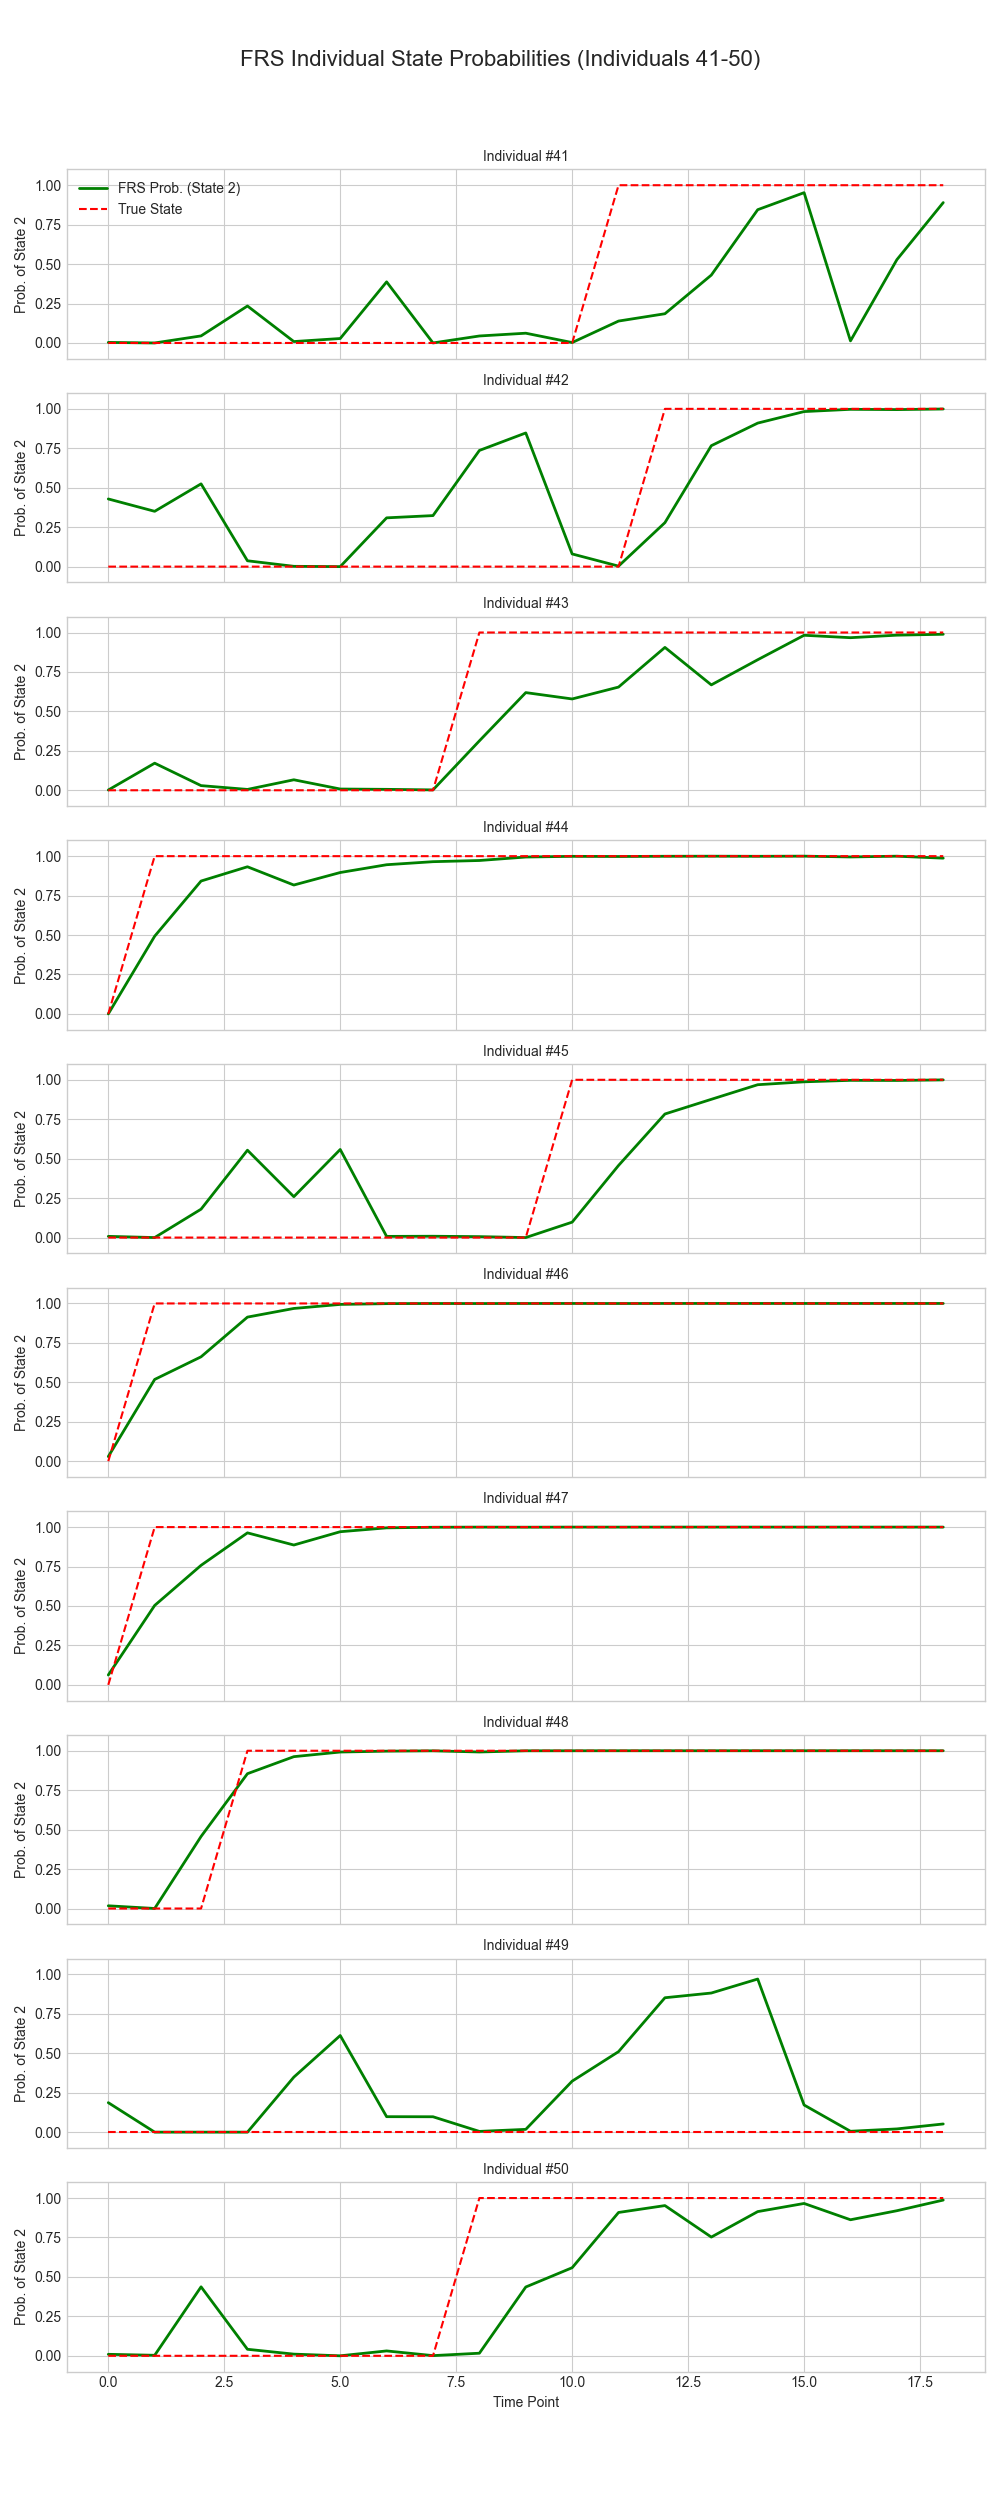 FRS Individual State Probabilities (Individuals 41-50)
Individual #41
FRS Prob. (State 2)
True State
Prob. of State 2
1.00
0.75
0.50
0.25
0.00
Individual #42
Prob. of State 2
1.00
0.75
0.50
0.25
0.00
Individual #43
Prob. of State 2
1.00
0.75
0.50
0.25
0.00
Individual #44
Prob. of State 2
1.00
0.75
0.50
0.25
0.00
Individual #45
Prob. of State 2
1.00
0.75
0.50
0.25
0.00
Individual #46
Prob. of State 2
1.00
0.75
0.50
0.25
0.00
Individual #47
Prob. of State 2
1.00
0.75
0.50
0.25
0.00
Individual #48
Prob. of State 2
1.00
0.75
0.50
0.25
0.00
Individual #49
Prob. of State 2
1.00
0.75
0.50
0.25
0.00
Individual #50
Prob. of State 2
1.00
0.75
0.50
0.25
0.00
0.0 2.5 5.0 7.5 10.0 12.5 15.0 17.5
Time Point